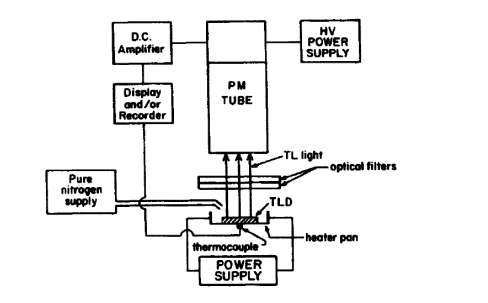 D.C.
Amplifier
HV
POWER
SUPPLY
PM
TUBE
Display
and/or
Recorder
TL light
optical filters
Pure
nitrogen
supply
TLD
heater pan
thermocouple
POWER
SUPPLY